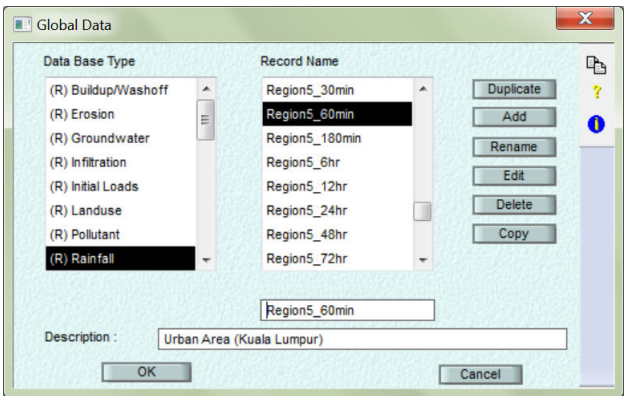 Global Data
Data Base Type
Record Name
(R) Buildup/Washoff
(R) Erosion
(R) Groundwater
(R) Infiltration
(R) Initial Loads
(R) Landuse
(R) Pollutant
(R) Rainfall
Region5_30min
Region5_60min
Region5_180min
Region5_6hr
Region5_12hr
Region5_24hr
Region5_48hr
Region5_72hr
Duplicate
Add
Rename
Edit
Delete
Copy
Region5_60min
Description : Urban Area (Kuala Lumpur)
OK
Cancel